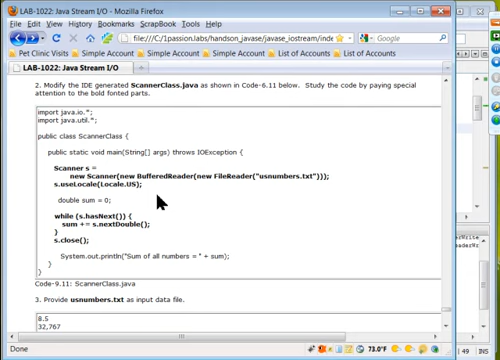 LAB-1022: Java Stream I/O - Mozilla Firefox
File Edit View History Bookmarks ScrapBook Tools Help
file:///C:/1passion.labs/handson_javase/javase_iostream/inde
Google
Pet Clinic Visits Simple Account Simple Account Simple Account List of Accounts
LAB-1022: Java Stream I/O
2. Modify the IDE generated ScannerClass.java as shown in Code-6.11 below. Study the code by paying special
attention to the bold fonted parts.
import java.io.*;
import java.util.*;
public class ScannerClass {
public static void main(String[] args) throws IOException {
Scanner s =
new Scanner(new BufferedReader(new FileReader("usnumbers.txt")));
s.useLocale(Locale.US);
double sum = 0;
while (s.hasNext()) {
sum += s.nextDouble();
}
s.close();
System.out.println("Sum of all numbers = " + sum);
}
}
Code-9.11: ScannerClass.java
3. Provide usnumbers.txt as input data file.
8.5
32,767
Done
73.0°F
49 INS